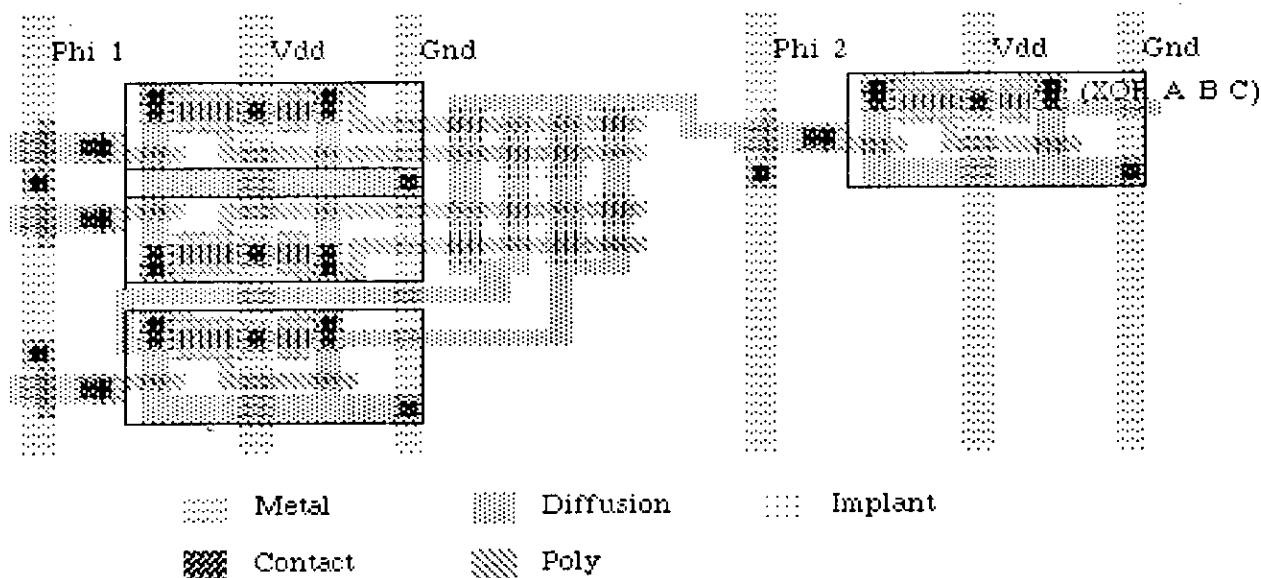 Phi 1 Vdd Gnd Phi 2 Vdd Gnd
(XOR A B C)
Metal Diffusion Implant
Contact Poly